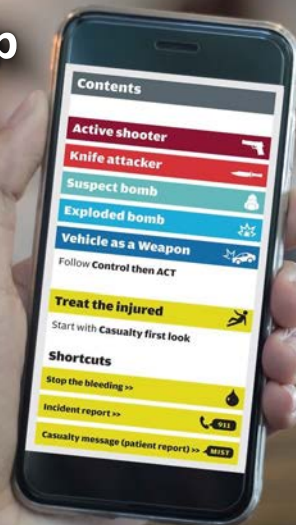 Contents
Active shooter
Knife attacker
Suspect bomb
Exploded bomb
Vehicle as a Weapon
Follow Control then ACT
Treat the injured
Start with Casualty first look
Shortcuts
Stop the bleeding >>
Incident report >>
911
Casualty message (patient report) >>
MIST